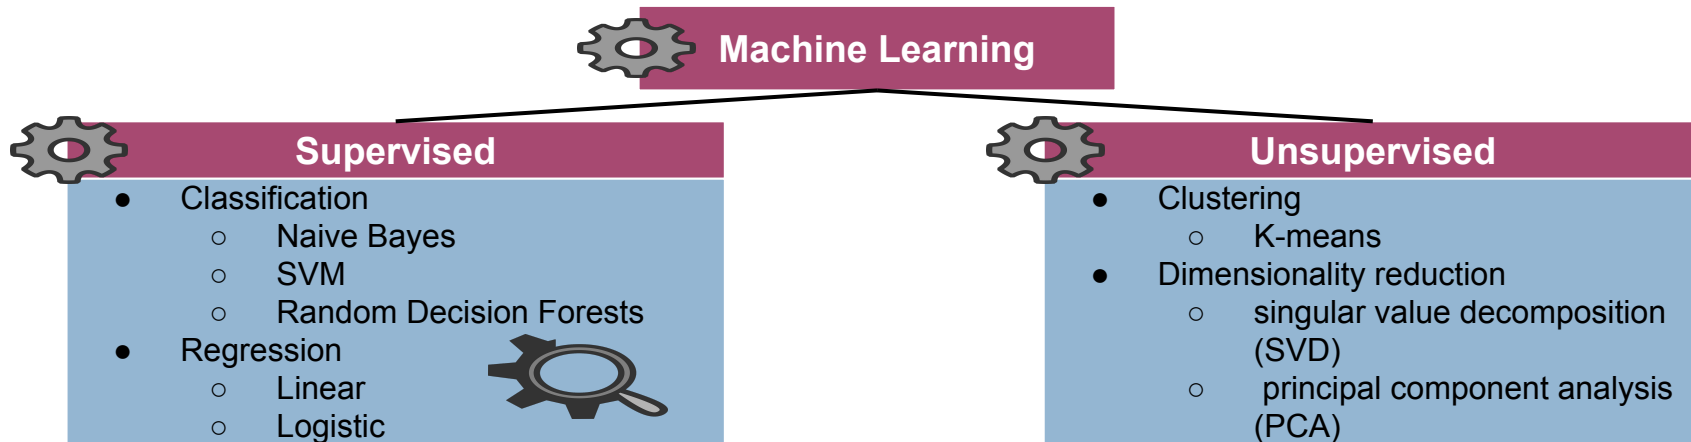 Machine Learning
Supervised
● Classification
○ Naive Bayes
○ SVM
○ Random Decision Forests
● Regression
○ Linear
○ Logistic
Unsupervised
● Clustering
○ K-means
● Dimensionality reduction
○ singular value decomposition
(SVD)
○ principal component analysis
(PCA)